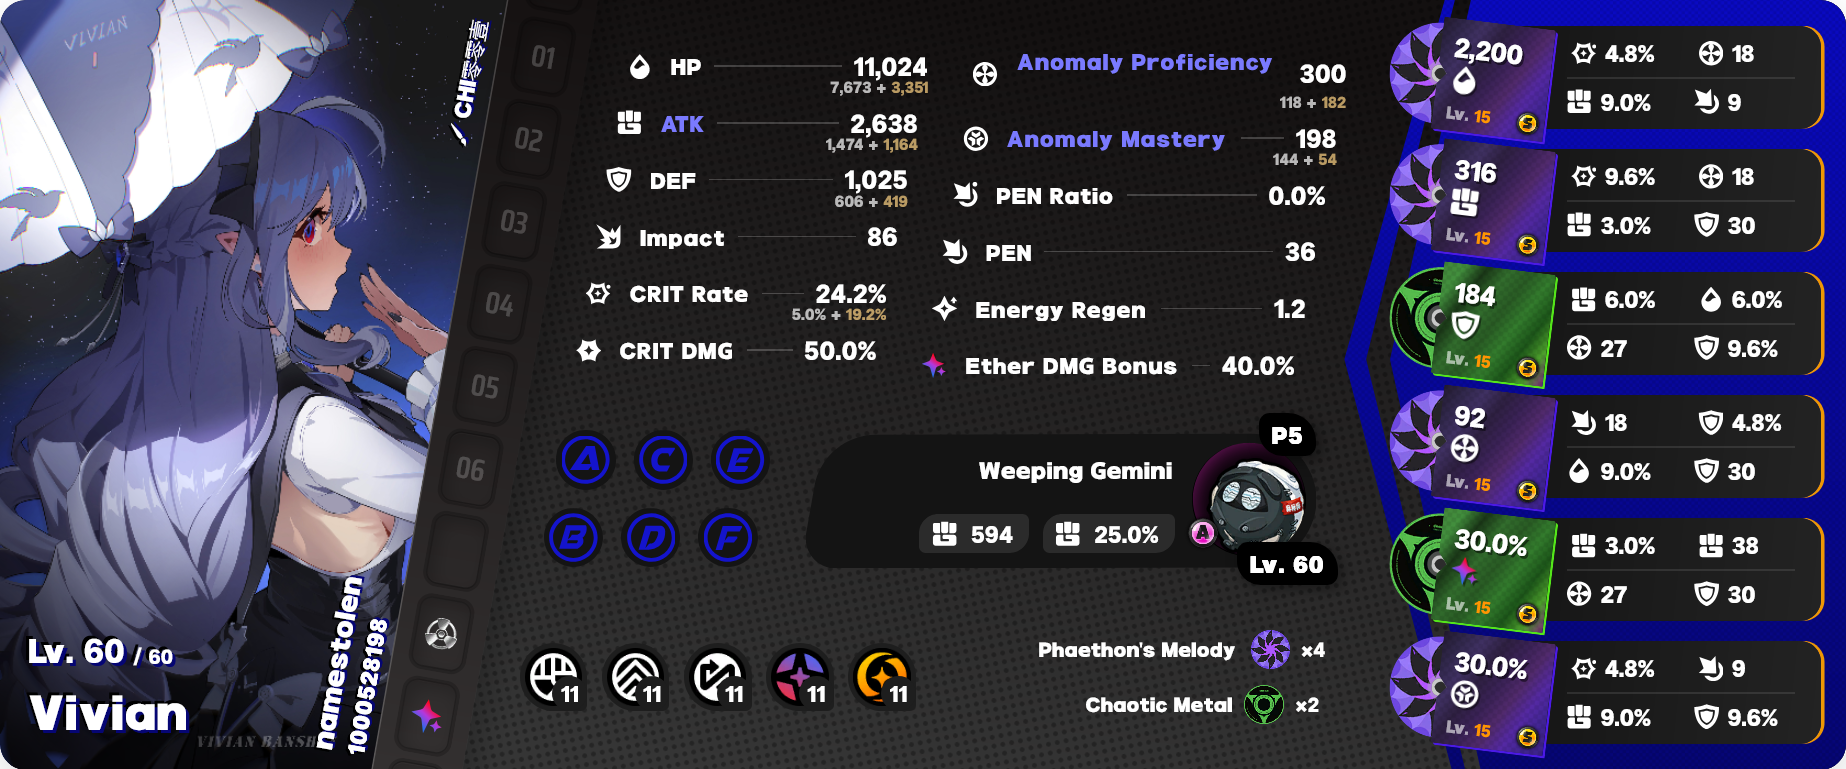 VIVIAN
CHI零零壹
01
02
03
04
05
06
Lv. 60 / 60
Vivian
namestolen
1000528198
VIVIAN BANSH
HP 11,024
7,673 + 3,351
ATK 2,638
1,474 + 1,164
DEF 1,025
606 + 419
Impact 86
CRIT Rate 24.2%
5.0% + 19.2%
CRIT DMG 50.0%
Anomaly Proficiency 300
118 + 182
Anomaly Mastery 198
144 + 54
PEN Ratio 0.0%
PEN 36
Energy Regen 1.2
Ether DMG Bonus 40.0%
A C E
B D F
P5
Weeping Gemini
594 25.0%
A
Lv. 60
11 11 11 11 11
Phaethon's Melody ×4
Chaotic Metal ×2
2,200
Lv. 15 S
4.8% 18
9.0% 9
316
Lv. 15 S
9.6% 18
3.0% 30
184
Lv. 15 S
6.0% 6.0%
27 9.6%
92
Lv. 15 S
18 4.8%
9.0% 30
30.0%
Lv. 15 S
3.0% 38
27 30
30.0%
Lv. 15 S
4.8% 9
9.0% 9.6%